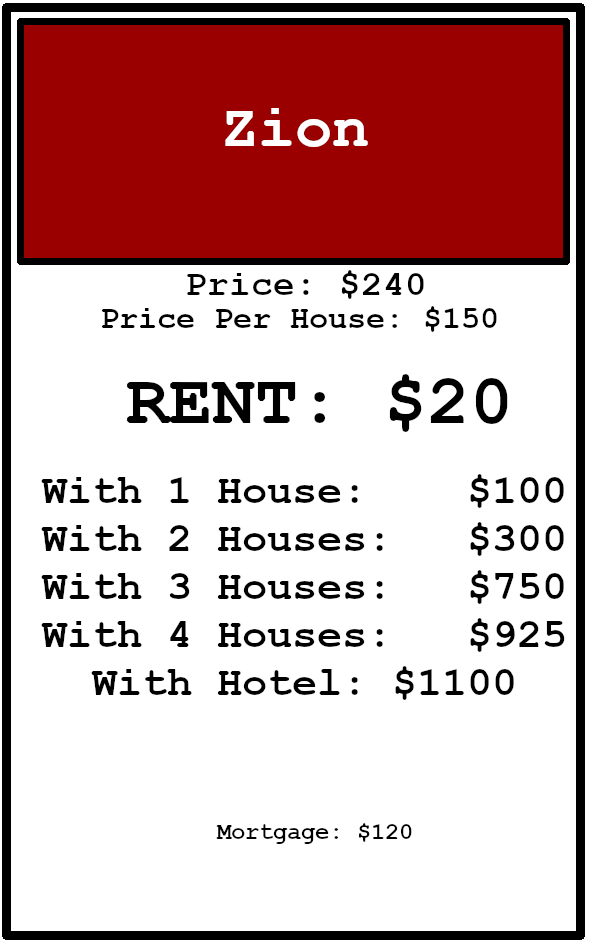 Zion
Price: $240
Price Per House: $150
RENT: $20
With 1 House: $100
With 2 Houses: $300
With 3 Houses: $750
With 4 Houses: $925
With Hotel: $1100
Mortgage: $120